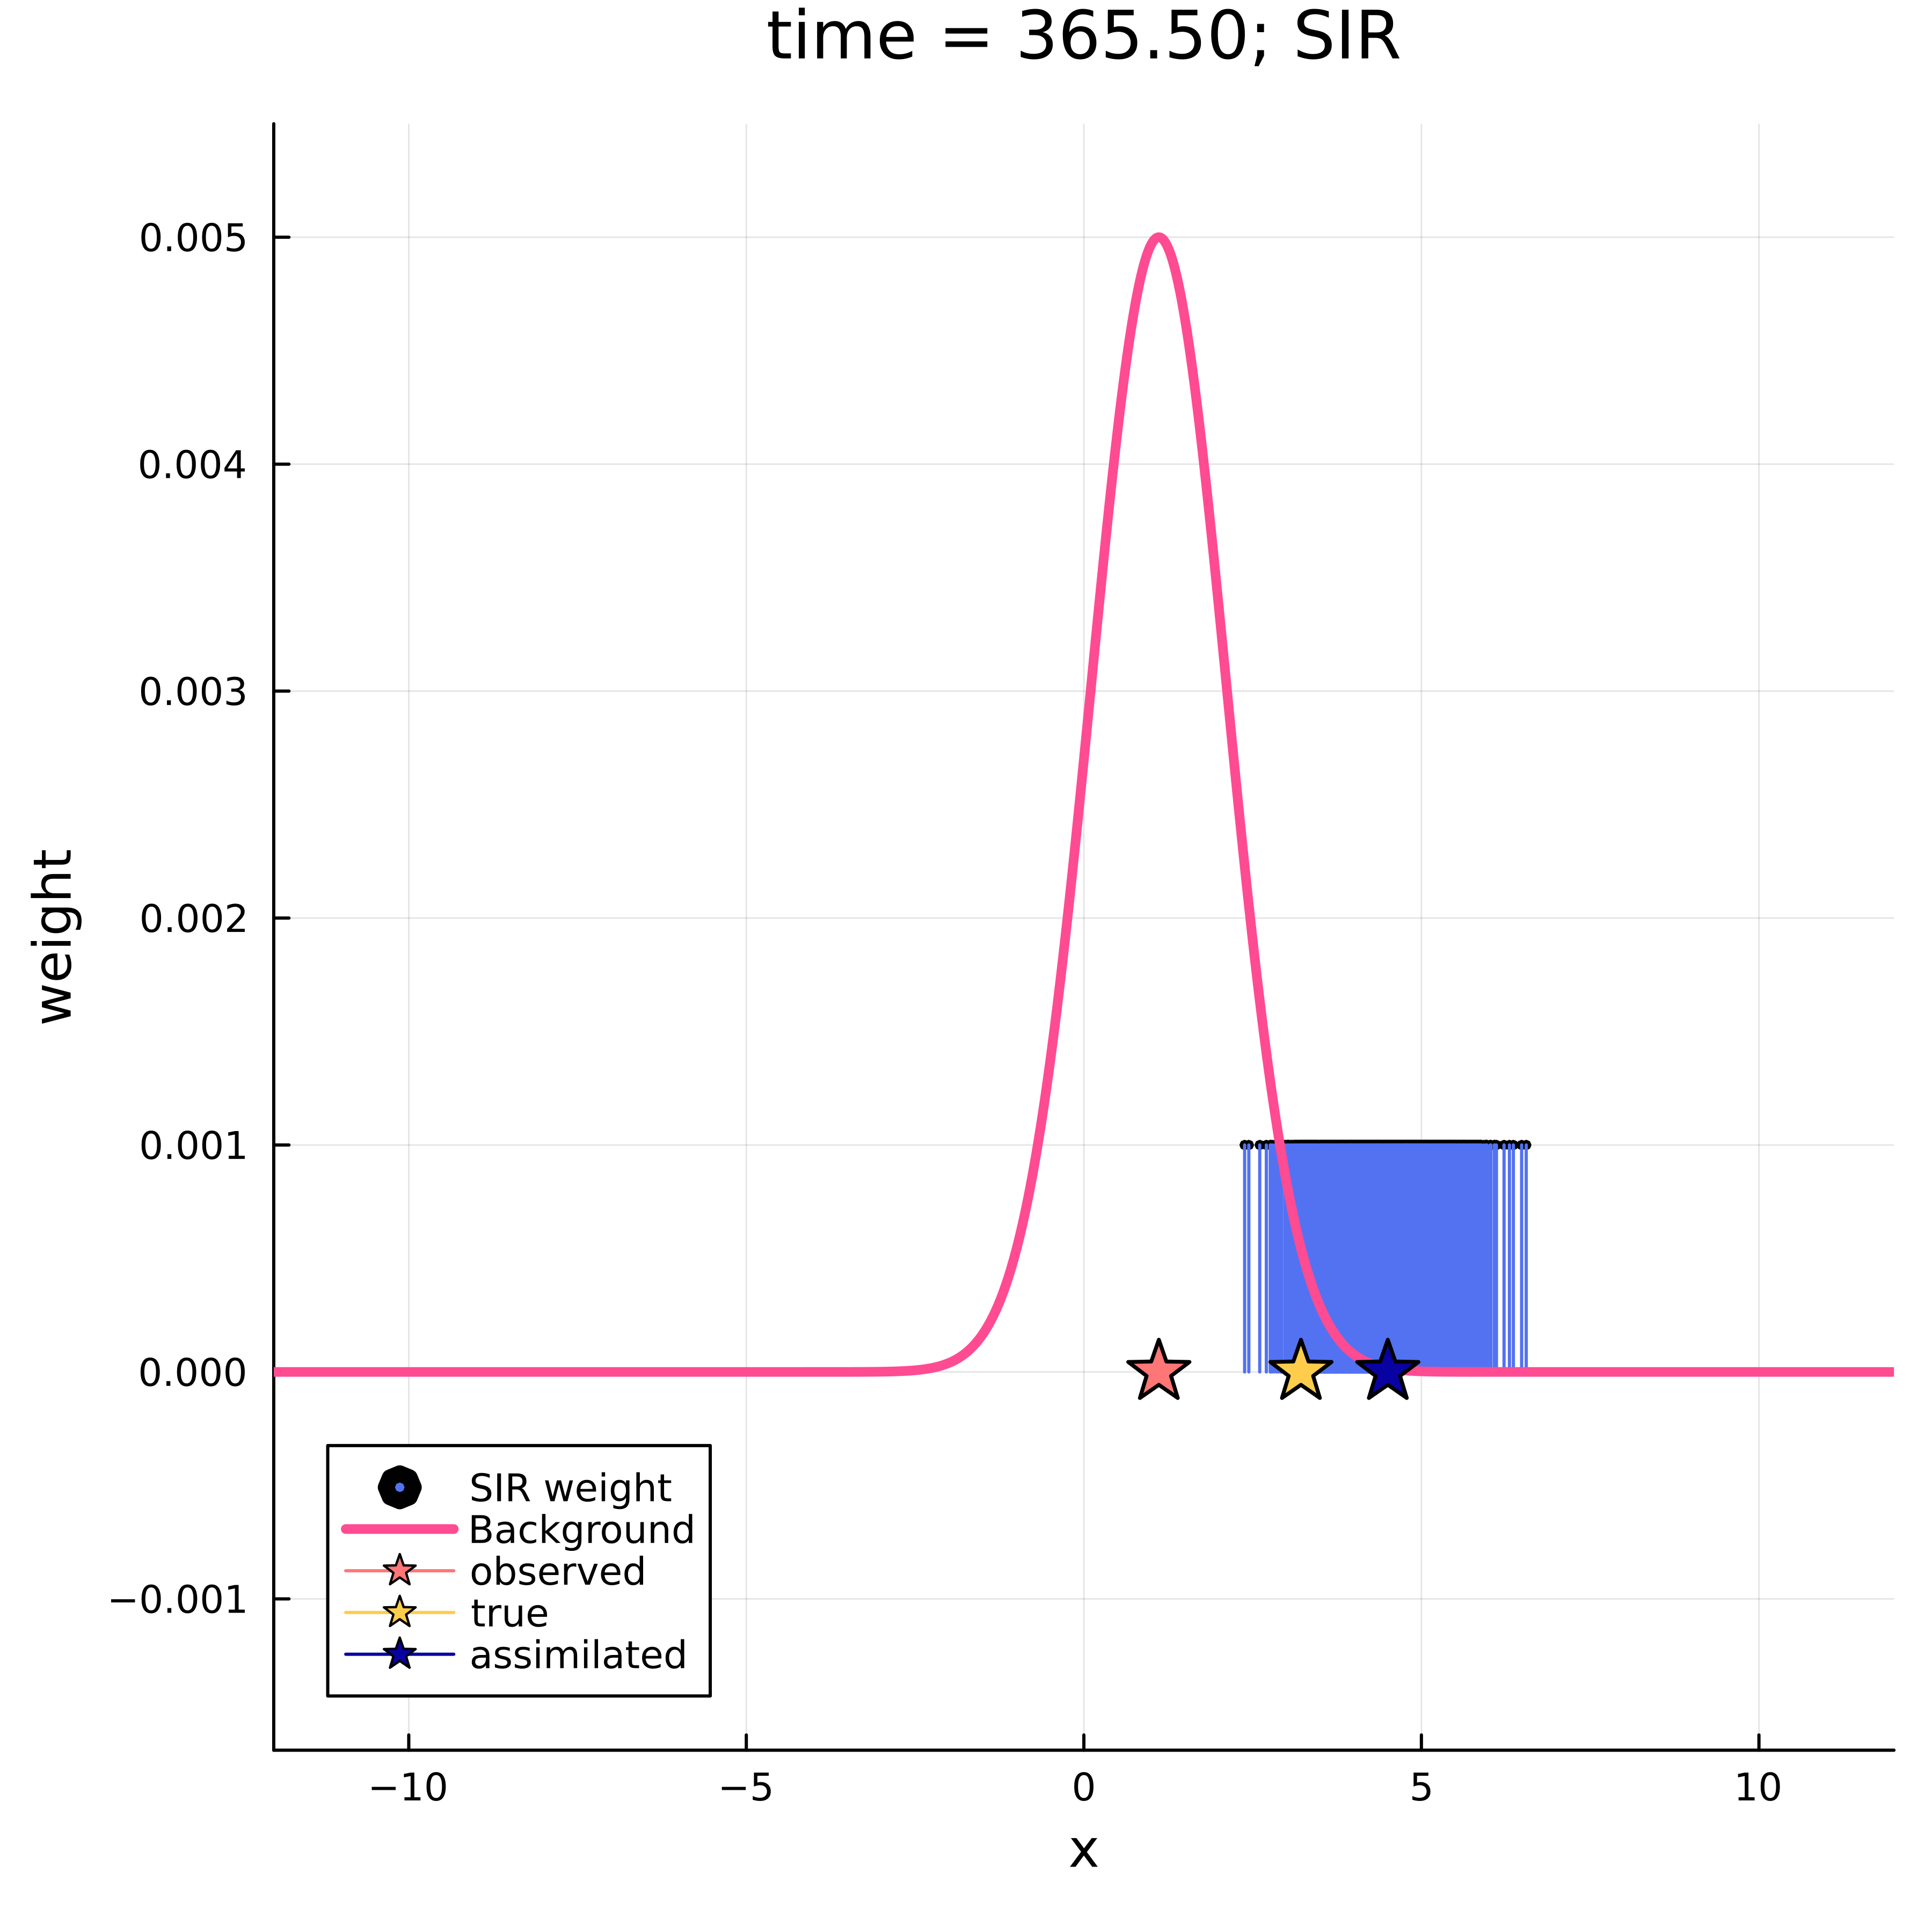 time = 365.50; SIR
weight
0.005
0.004
0.003
0.002
0.001
0.000
−0.001
SIR weight
Background
observed
true
assimilated
−10
−5
0
5
10
x